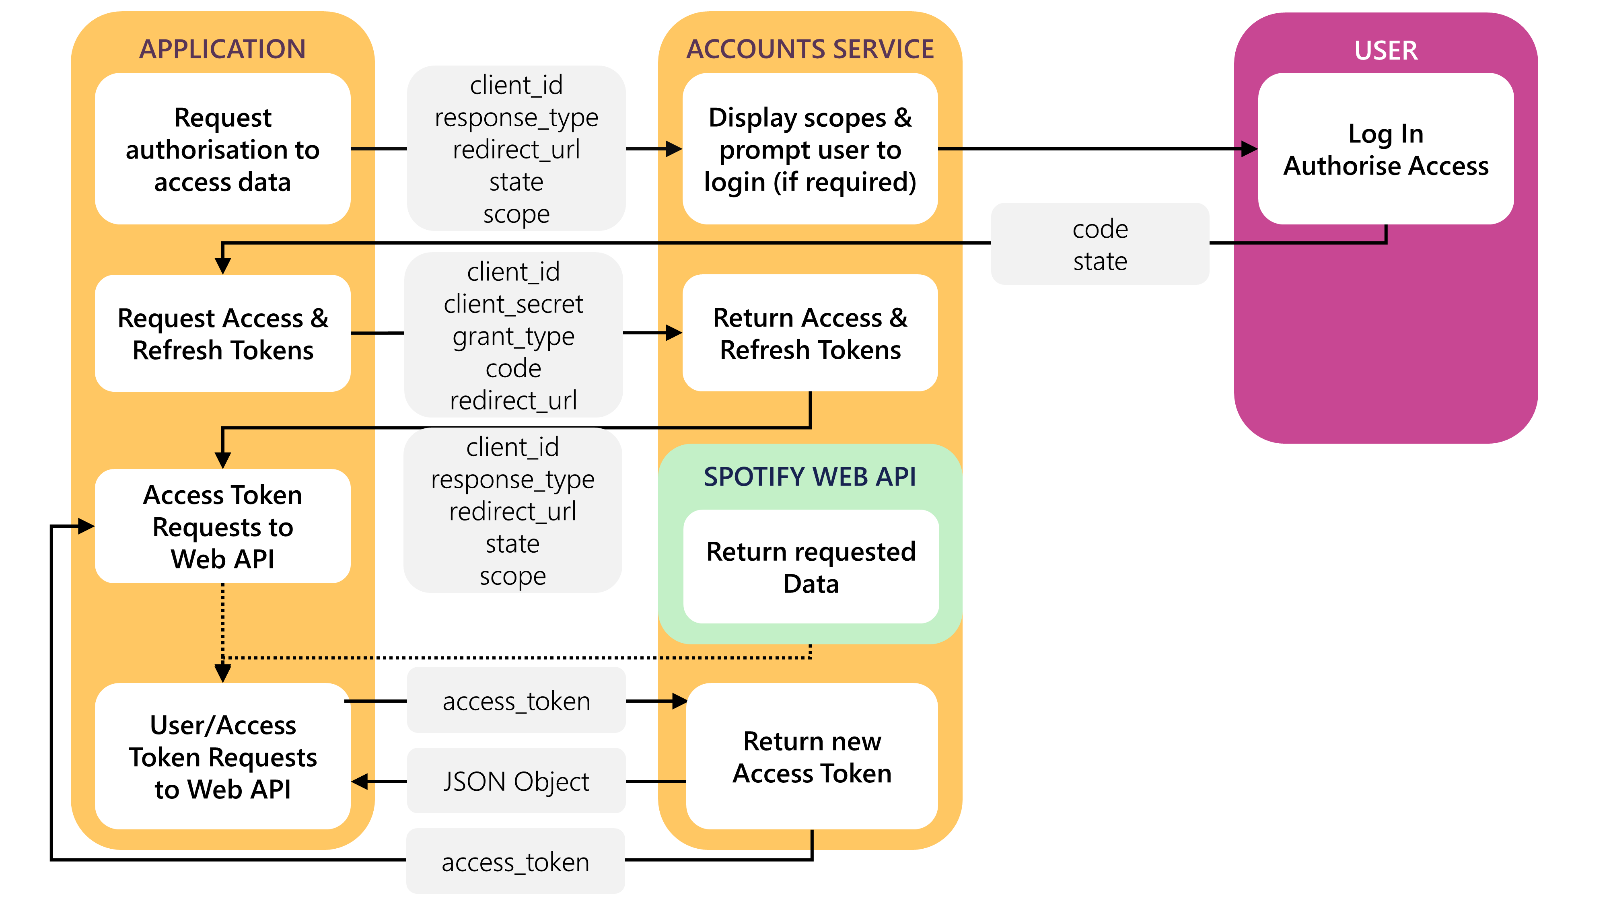 APPLICATION
ACCOUNTS SERVICE
USER
Request
authorisation to
access data
client_id
response_type
redirect_url
state
scope
Display scopes &
prompt user to
login (if required)
Log In
Authorise Access
code
state
Request Access &
Refresh Tokens
client_id
client_secret
grant_type
code
redirect_url
Return Access &
Refresh Tokens
Access Token
Requests to
Web API
client_id
response_type
redirect_url
state
scope
SPOTIFY WEB API
Return requested
Data
User/Access
Token Requests
to Web API
access_token
JSON Object
access_token
Return new
Access Token